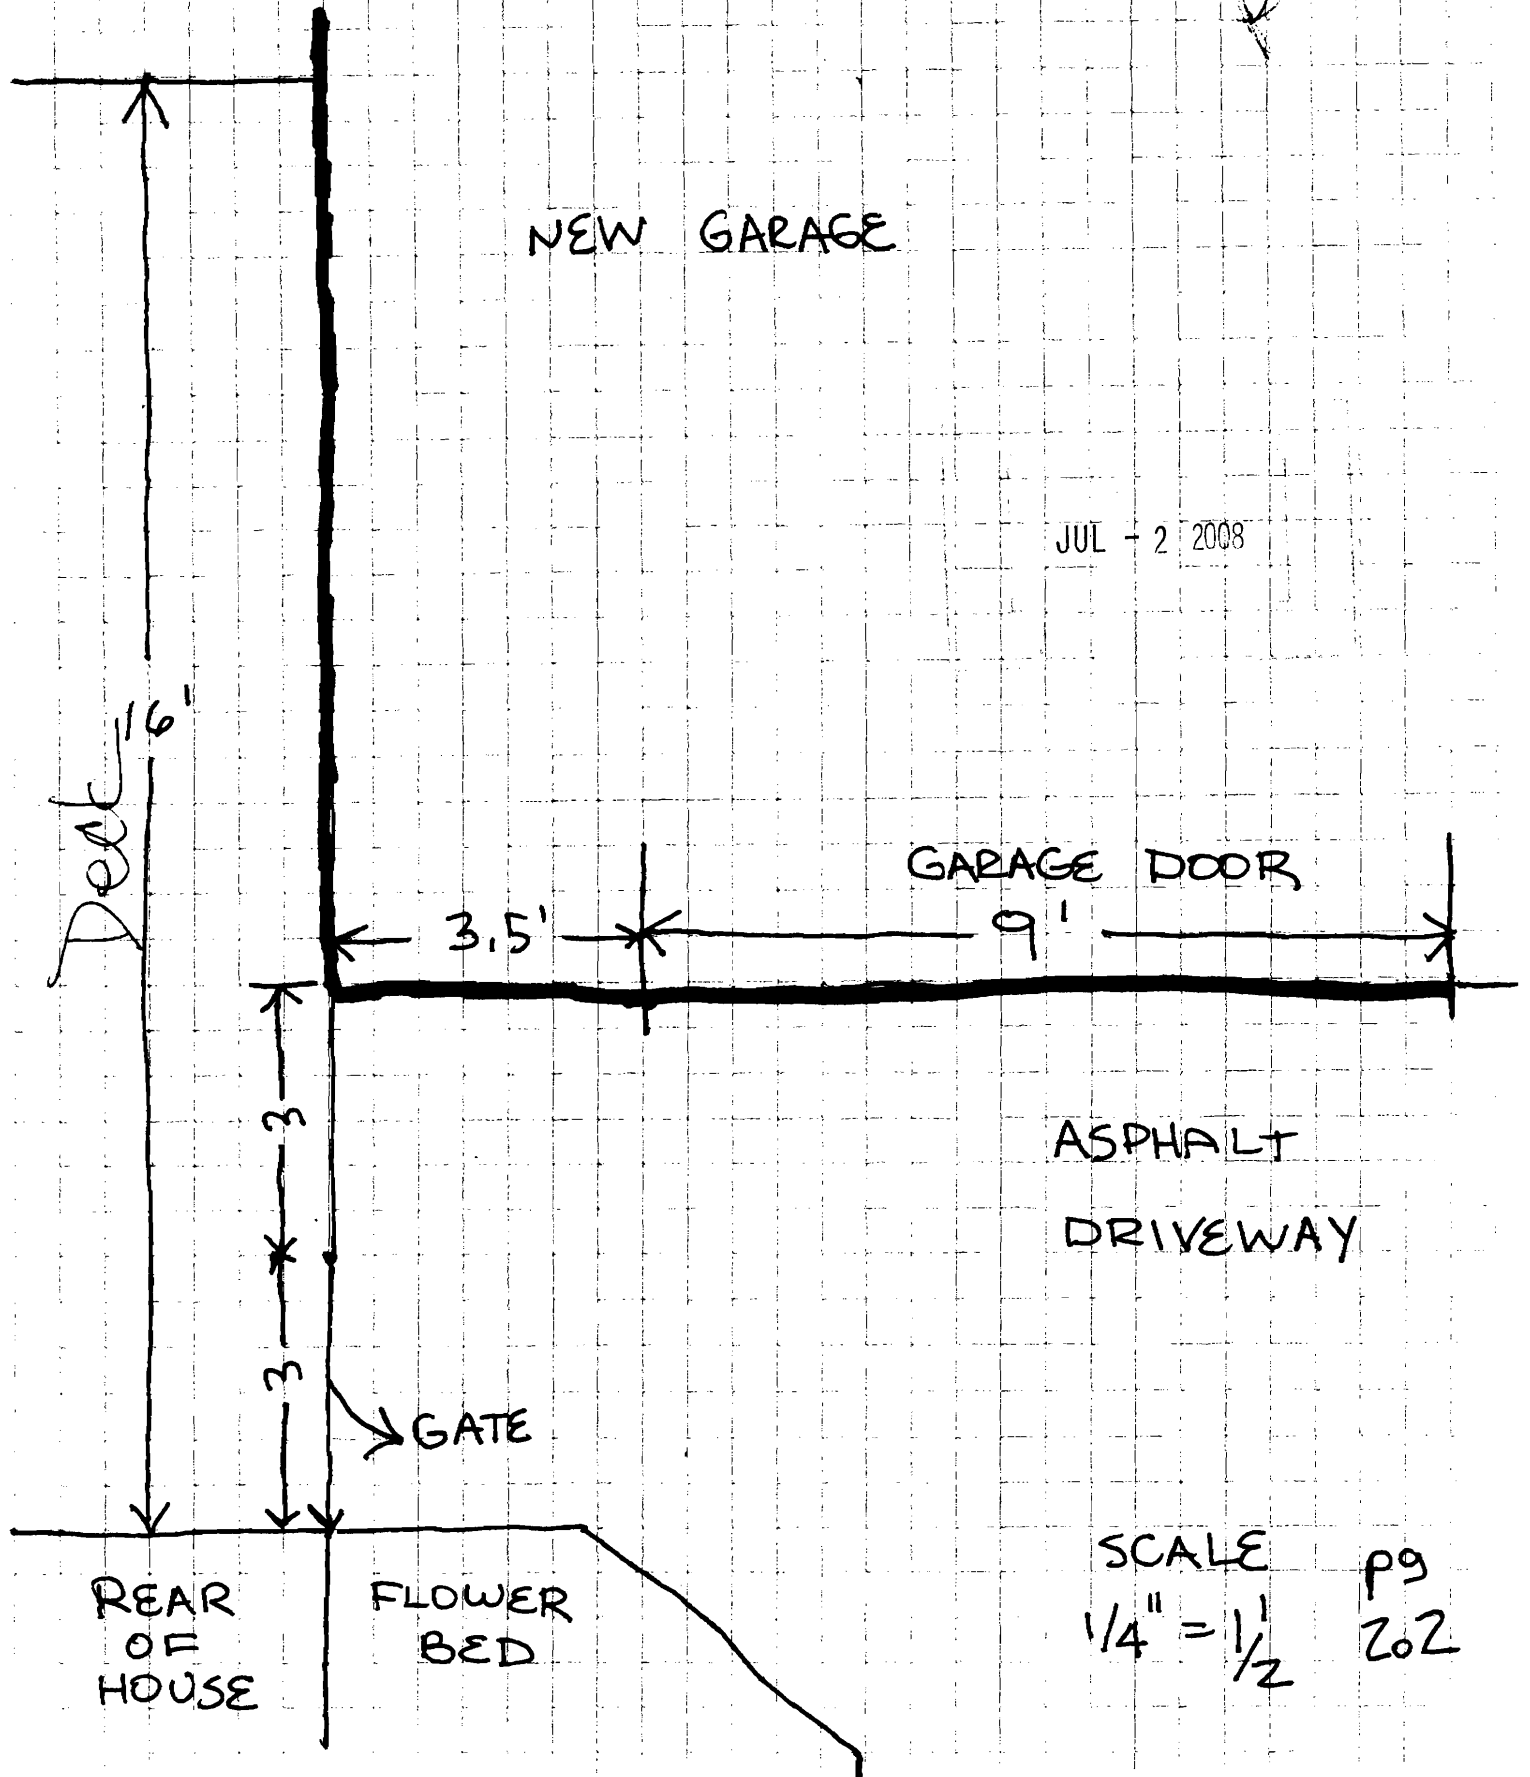 NEW GARAGE
JUL - 2 2008
16'
Deck
GARAGE DOOR
3.5'
9'
3
ASPHALT
DRIVEWAY
3
GATE
REAR
OF
HOUSE
FLOWER
BED
SCALE
1/4" = 1'/2
pg
202